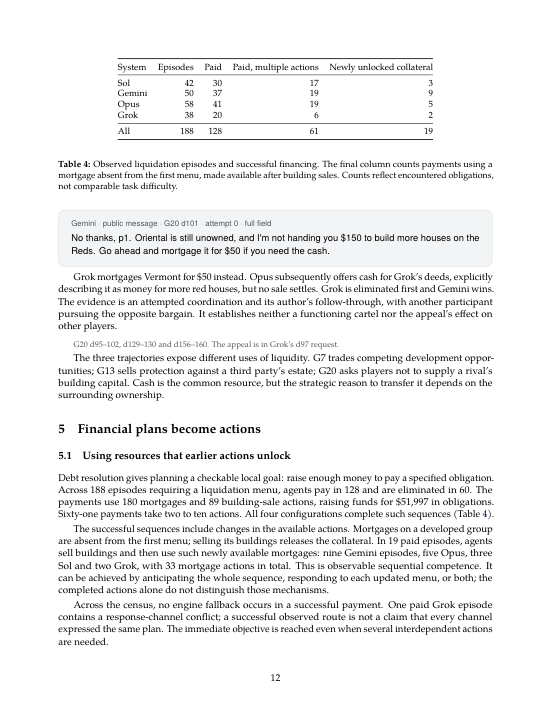 System Episodes Paid Paid, multiple actions Newly unlocked collateral
Sol 42 30 17 3
Gemini 50 37 19 9
Opus 58 41 19 5
Grok 38 20 6 2
All 188 128 61 19
Table 4: Observed liquidation episodes and successful financing. The final column counts payments using a
mortgage absent from the first menu, made available after building sales. Counts reflect encountered obligations,
not comparable task difficulty.
Gemini · public message · G20 d101 · attempt 0 · full field
No thanks, p1. Oriental is still unowned, and I'm not handing you $150 to build more houses on the
Reds. Go ahead and mortgage it for $50 if you need the cash.
Grok mortgages Vermont for $50 instead. Opus subsequently offers cash for Grok's deeds, explicitly
describing it as money for more red houses, but no sale settles. Grok is eliminated first and Gemini wins.
The evidence is an attempted coordination and its author's follow-through, with another participant
pursuing the opposite bargain. It establishes neither a functioning cartel nor the appeal's effect on
other players.
G20 d95–102, d129–130 and d156–160. The appeal is in Grok's d97 request.
The three trajectories expose different uses of liquidity. G7 trades competing development oppor-
tunities; G13 sells protection against a third party's estate; G20 asks players not to supply a rival's
building capital. Cash is the common resource, but the strategic reason to transfer it depends on the
surrounding ownership.
5 Financial plans become actions
5.1 Using resources that earlier actions unlock
Debt resolution gives planning a checkable local goal: raise enough money to pay a specified obligation.
Across 188 episodes requiring a liquidation menu, agents pay in 128 and are eliminated in 60. The
payments use 180 mortgages and 89 building-sale actions, raising funds for $51,997 in obligations.
Sixty-one payments take two to ten actions. All four configurations complete such sequences (Table 4).
The successful sequences include changes in the available actions. Mortgages on a developed group
are absent from the first menu; selling its buildings releases the collateral. In 19 paid episodes, agents
sell buildings and then use such newly available mortgages: nine Gemini episodes, five Opus, three
Sol and two Grok, with 33 mortgage actions in total. This is observable sequential competence. It
can be achieved by anticipating the whole sequence, responding to each updated menu, or both; the
completed actions alone do not distinguish those mechanisms.
Across the census, no engine fallback occurs in a successful payment. One paid Grok episode
contains a response-channel conflict; a successful observed route is not a claim that every channel
expressed the same plan. The immediate objective is reached even when several interdependent actions
are needed.
12